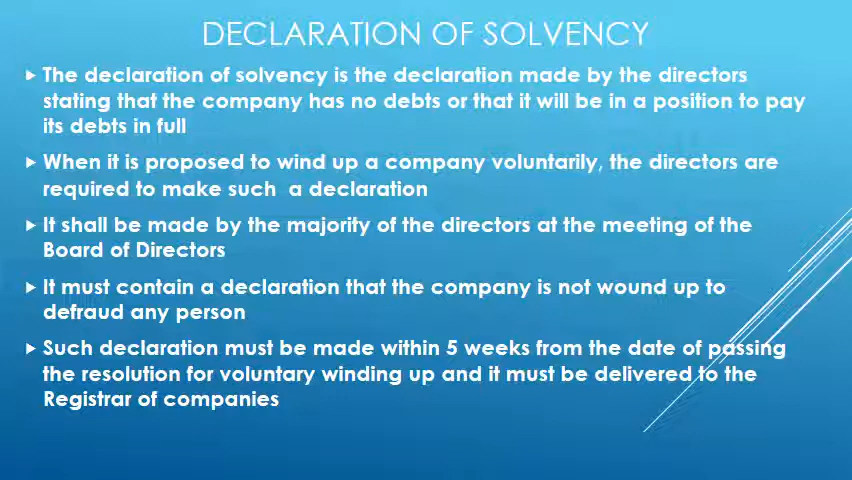 DECLARATION OF SOLVENCY
The declaration of solvency is the declaration made by the directors
stating that the company has no debts or that it will be in a position to pay
its debts in full
When it is proposed to wind up a company voluntarily, the directors are
required to make such  a declaration
It shall be made by the majority of the directors at the meeting of the
Board of Directors
It must contain a declaration that the company is not wound up to
defraud any person
Such declaration must be made within 5 weeks from the date of passing
the resolution for voluntary winding up and it must be delivered to the
Registrar of companies